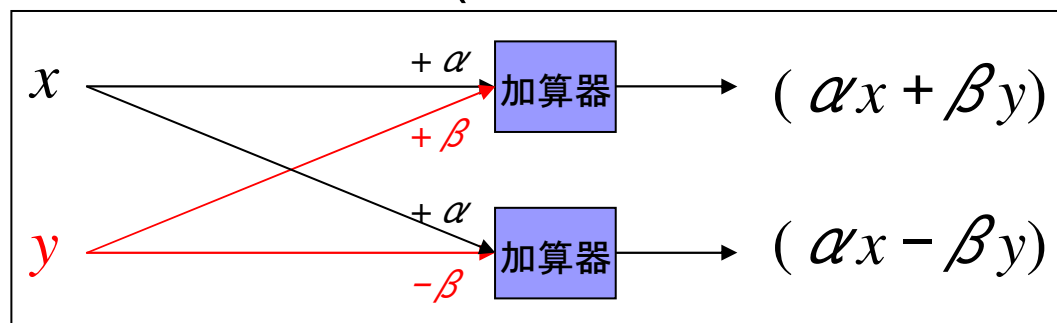 x + α 加算器 ( αx + βy)
+ β
+ α
y 加算器 ( αx − βy)
−β